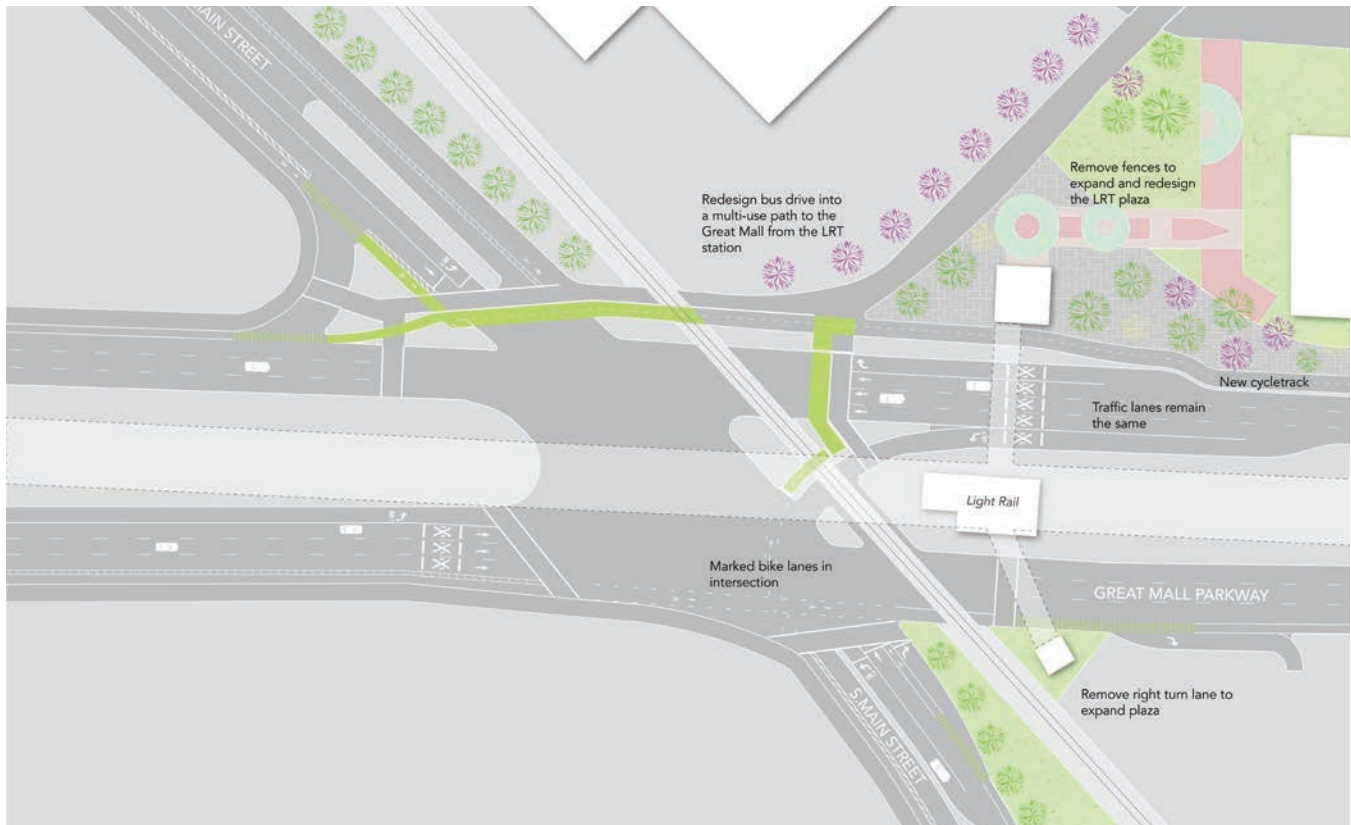 MAIN STREET
Redesign bus drive into
a multi-use path to the
Great Mall from the LRT
station
Remove fences to
expand and redesign
the LRT plaza
New cycletrack
Traffic lanes remain
the same
Light Rail
Marked bike lanes in
intersection
GREAT MALL PARKWAY
S.MAIN STREET
Remove right turn lane to
expand plaza